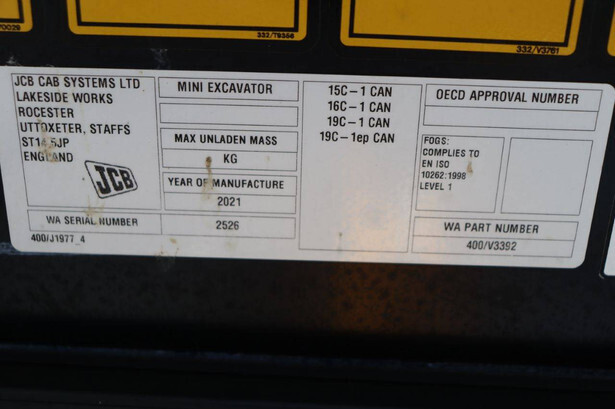 70029
332/T9356
332/V3761
JCB CAB SYSTEMS LTD
LAKESIDE WORKS
ROCESTER
UTTOXETER, STAFFS
ST14 5JP
ENGLAND
JCB
WA SERIAL NUMBER
400/J1977_4
MINI EXCAVATOR
MAX UNLADEN MASS
KG
YEAR OF MANUFACTURE
2021
2526
15C-1 CAN
16C-1 CAN
19C-1 CAN
19C-1ep CAN
OECD APPROVAL NUMBER
FOGS:
COMPLIES TO
EN ISO
10262:1998
LEVEL 1
WA PART NUMBER
400/V3392